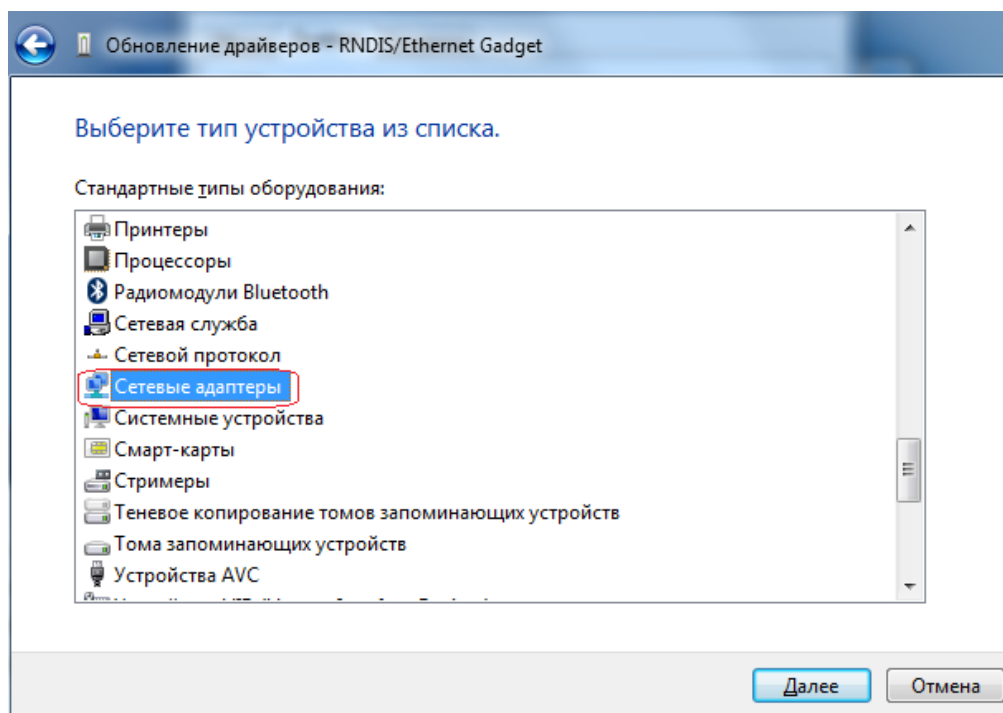 Обновление драйверов - RNDIS/Ethernet Gadget
Выберите тип устройства из списка.
Стандартные типы оборудования:
Принтеры
Процессоры
Радиомодули Bluetooth
Сетевая служба
Сетевой протокол
Сетевые адаптеры
Системные устройства
Смарт-карты
Стримеры
Теневое копирование томов запоминающих устройств
Тома запоминающих устройств
Устройства AVC
Далее
Отмена